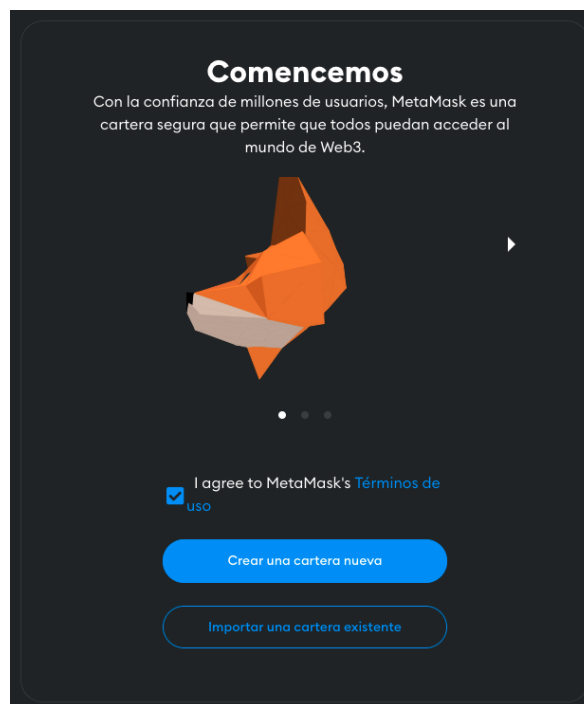 Comencemos
Con la confianza de millones de usuarios, MetaMask es una
cartera segura que permite que todos puedan acceder al
mundo de Web3.
I agree to MetaMask's Términos de
uso
Crear una cartera nueva
Importar una cartera existente